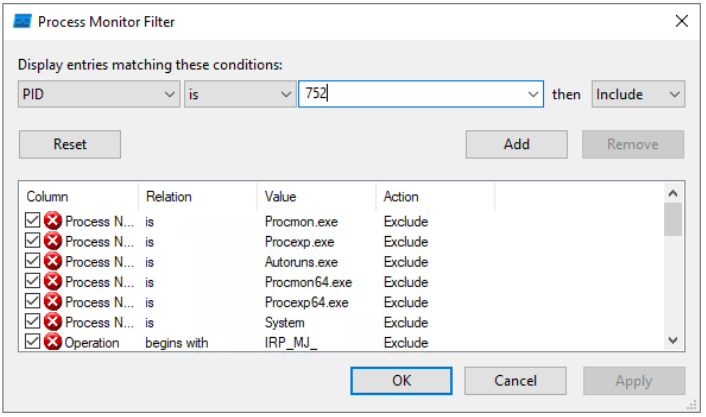 Process Monitor Filter
Display entries matching these conditions:
PID is 752 then Include
Reset Add Remove
Column Relation Value Action
Process N... is Procmon.exe Exclude
Process N... is Procexp.exe Exclude
Process N... is Autoruns.exe Exclude
Process N... is Procmon64.exe Exclude
Process N... is Procexp64.exe Exclude
Process N... is System Exclude
Operation begins with IRP_MJ_ Exclude
OK Cancel Apply